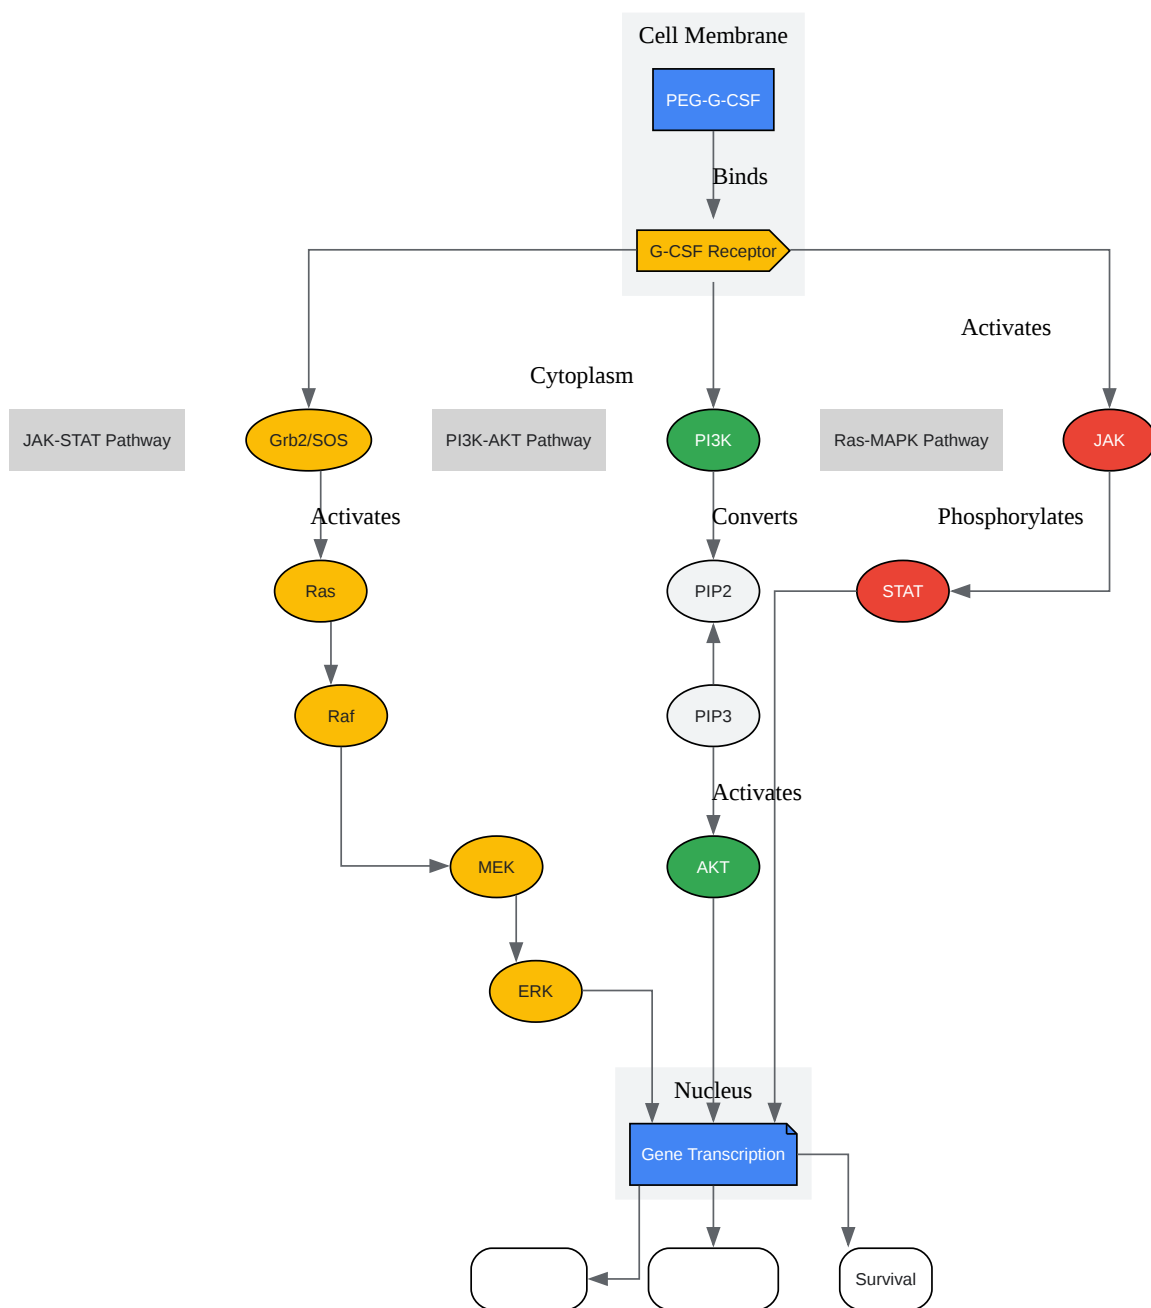 Cell Membrane
PEG-G-CSF
Binds
G-CSF Receptor
Activates
Cytoplasm
JAK-STAT Pathway
Grb2/SOS
PI3K-AKT Pathway
PI3K
Ras-MAPK Pathway
JAK
Activates
Converts
Phosphorylates
Ras
PIP2
STAT
Raf
PIP3
Activates
MEK
AKT
ERK
Nucleus
Gene Transcription
Survival